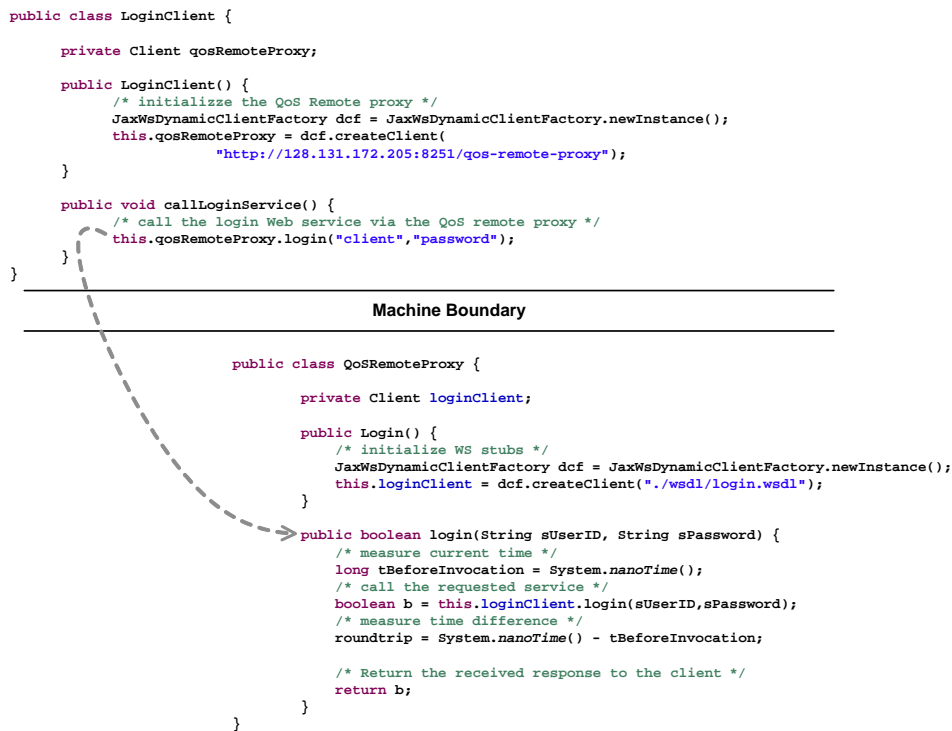 public class LoginClient {
private Client qosRemoteProxy;
public LoginClient() {
/* initializze the QoS Remote proxy */
JaxWsDynamicClientFactory dcf = JaxWsDynamicClientFactory.newInstance();
this.qosRemoteProxy = dcf.createClient(
"http://128.131.172.205:8251/qos-remote-proxy");
}
public void callLoginService() {
/* call the login Web service via the QoS remote proxy */
this.qosRemoteProxy.login("client","password");
}
}
Machine Boundary
public class QoSRemoteProxy {
private Client loginClient;
public Login() {
/* initialize WS stubs */
JaxWsDynamicClientFactory dcf = JaxWsDynamicClientFactory.newInstance();
this.loginClient = dcf.createClient("./wsdl/login.wsdl");
}
public boolean login(String sUserID, String sPassword) {
/* measure current time */
long tBeforeInvocation = System.nanoTime();
/* call the requested service */
boolean b = this.loginClient.login(sUserID,sPassword);
/* measure time difference */
roundtrip = System.nanoTime() - tBeforeInvocation;
/* Return the received response to the client */
return b;
}
}